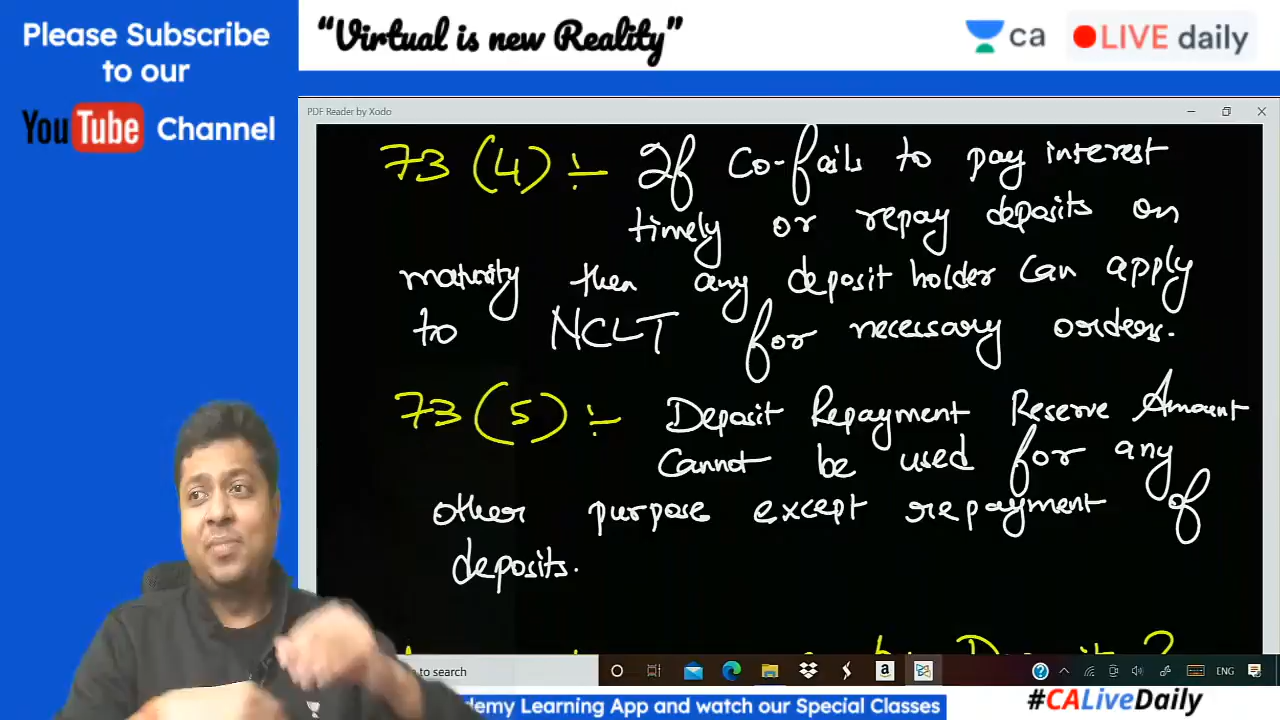 Please Subscribe
to our
YouTube Channel
“Virtual is new Reality”
ca
LIVE daily
PDF Reader by Xodo
73 (4) :- If Co-fails to pay interest
timely or repay deposits on
maturity then any deposit holder can apply
to NCLT for necessary orders.
73 (5) :- Deposit Repayment Reserve Amount
Cannot be used for any
other purpose except repayment of
deposits.
by Deposit ?
to search
ENG
demy Learning App and watch our Special Classes
#CALiveDaily